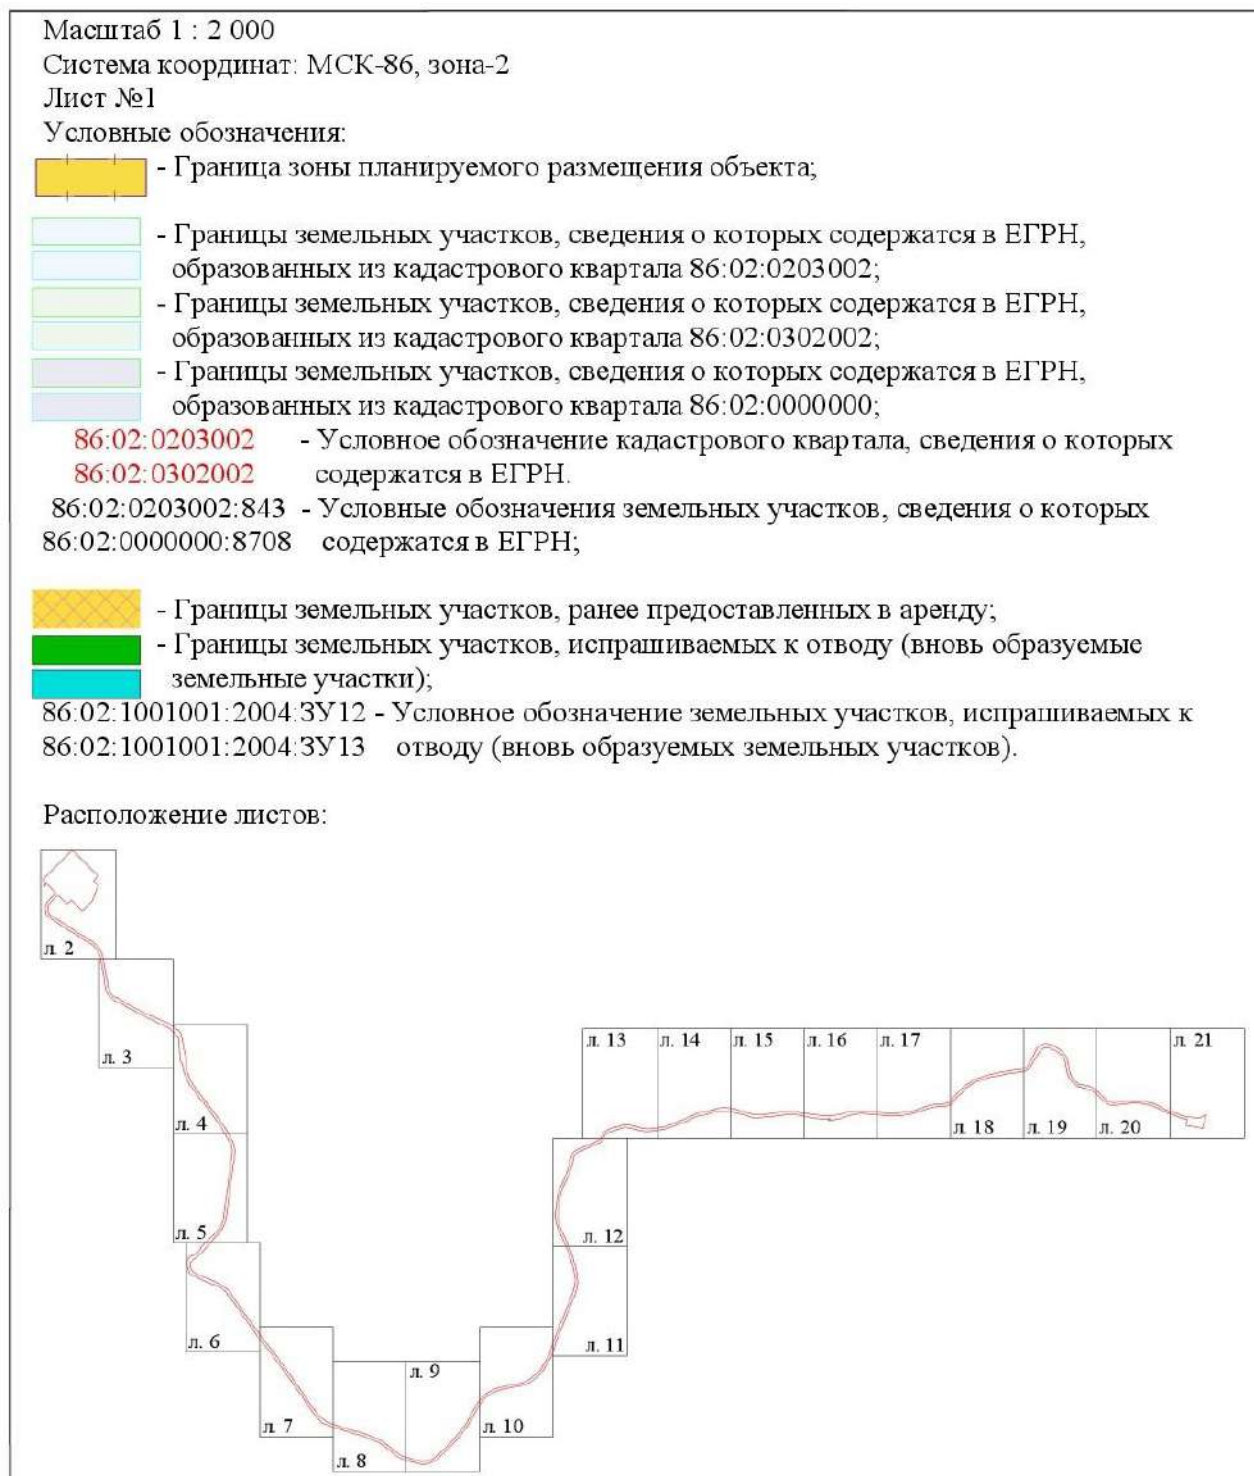 Масштаб 1 : 2 000
Система координат: МСК-86, зона-2
Лист №1
Условные обозначения:
- Граница зоны планируемого размещения объекта;
- Границы земельных участков, сведения о которых содержатся в ЕГРН,
образованных из кадастрового квартала 86:02:0203002;
- Границы земельных участков, сведения о которых содержатся в ЕГРН,
образованных из кадастрового квартала 86:02:0302002;
- Границы земельных участков, сведения о которых содержатся в ЕГРН,
образованных из кадастрового квартала 86:02:0000000;
86:02:0203002 - Условное обозначение кадастрового квартала, сведения о которых
86:02:0302002 содержатся в ЕГРН.
86:02:0203002:843 - Условные обозначения земельных участков, сведения о которых
86:02:0000000:8708 содержатся в ЕГРН;
- Границы земельных участков, ранее предоставленных в аренду;
- Границы земельных участков, испрашиваемых к отводу (вновь образуемые
земельные участки);
86:02:1001001:2004:ЗУ12 - Условное обозначение земельных участков, испрашиваемых к
86:02:1001001:2004:ЗУ13 отводу (вновь образуемых земельных участков).
Расположение листов:
л. 2
л. 3
л. 4
л. 5
л. 6
л. 7
л. 8
л. 9
л. 10
л. 11
л. 12
л. 13
л. 14
л. 15
л. 16
л. 17
л. 18
л. 19
л. 20
л. 21